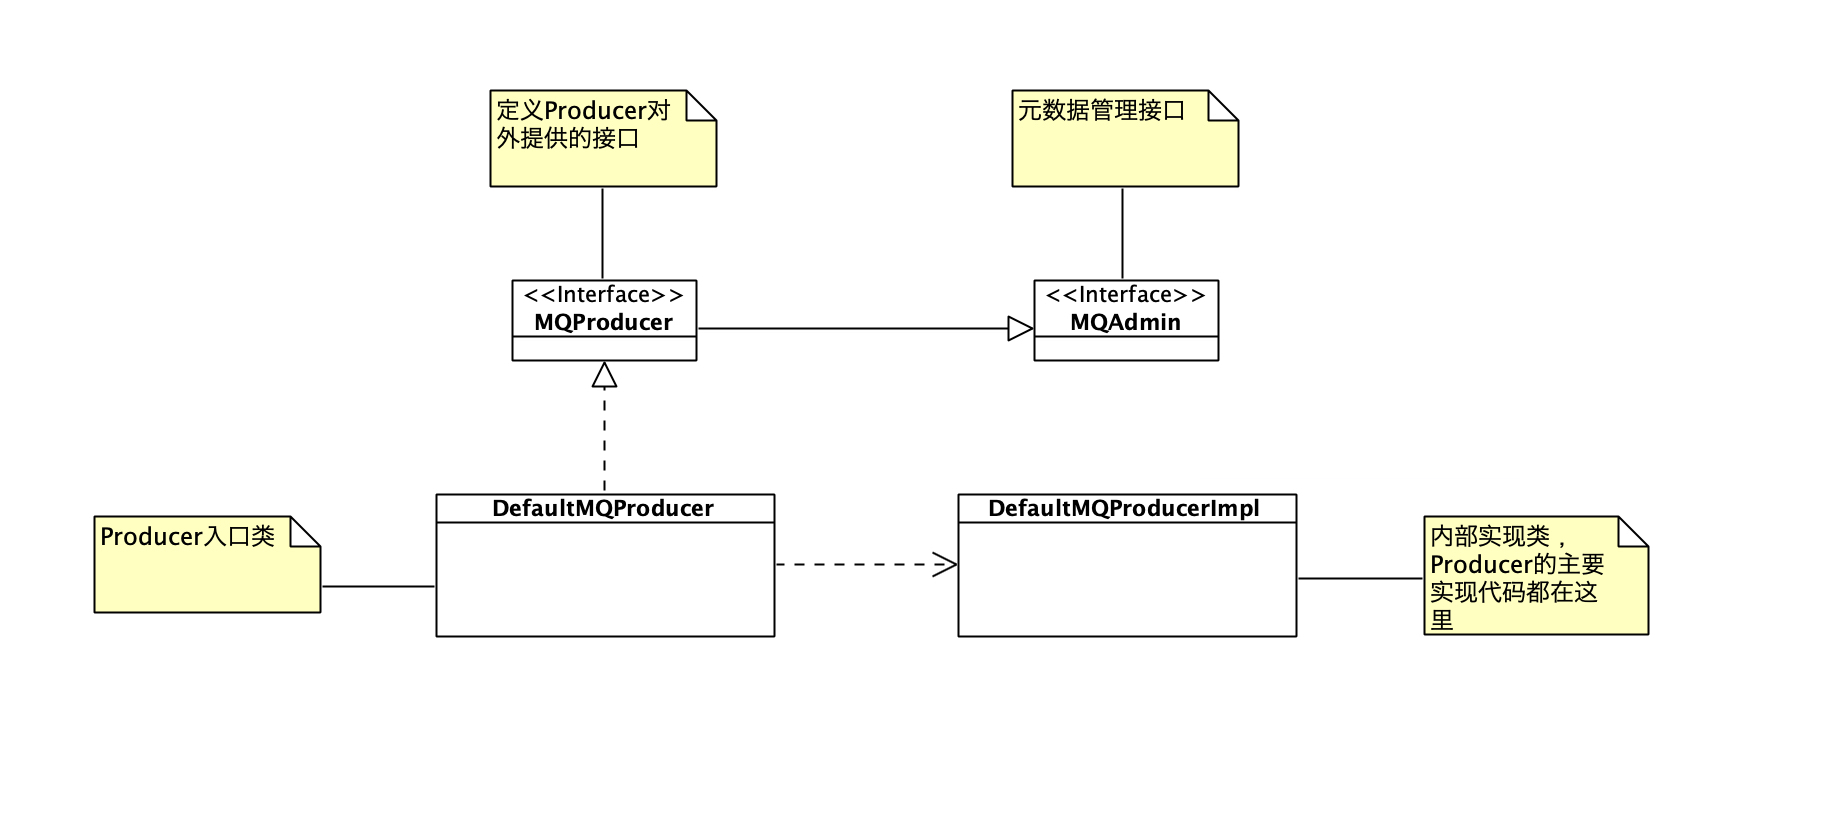 定义Producer对
外提供的接口
元数据管理接口
<<Interface>>
MQProducer
<<Interface>>
MQAdmin
Producer入口类
DefaultMQProducer
DefaultMQProducerImpl
内部实现类，
Producer的主要
实现代码都在这
里